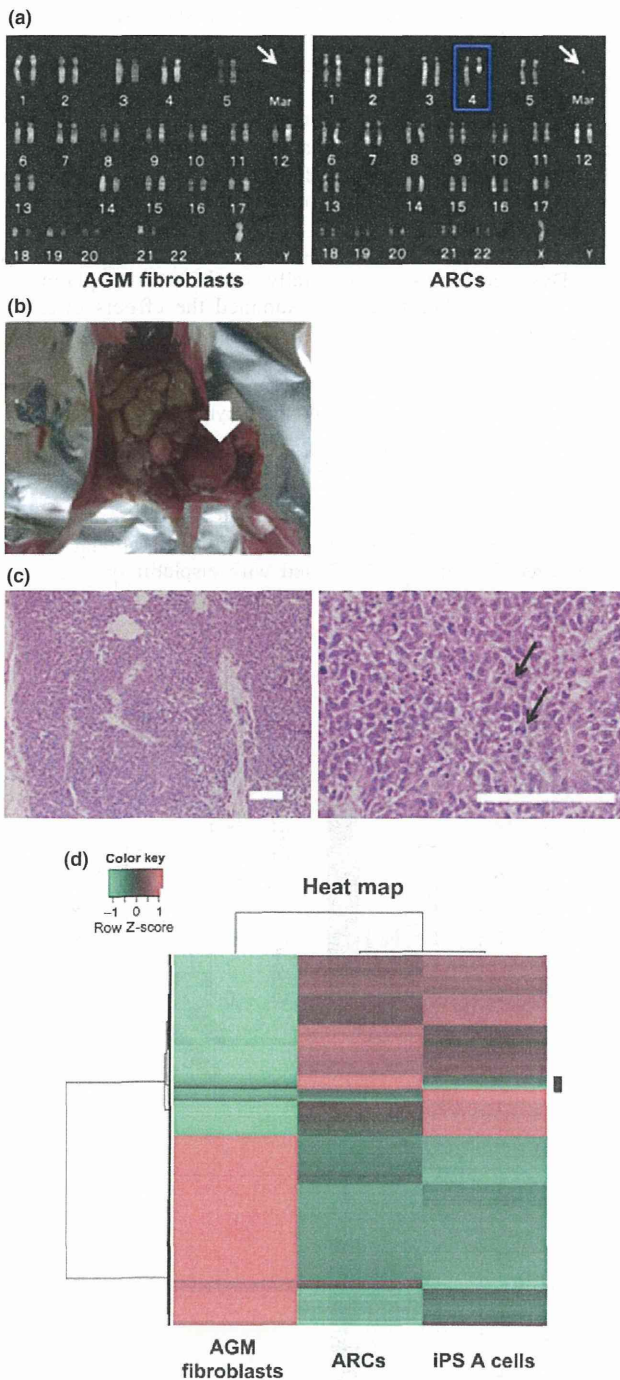 (a)
1 2 3 4 5 Mar
6 7 8 9 10 11 12
13 14 15 16 17
18 19 20 21 22 X Y
AGM fibroblasts
1 2 3 4 5 Mar
6 7 8 9 10 11 12
13 14 15 16 17
18 19 20 21 22 X Y
ARCs
(b)
(c)
(d)
Color key
−1 0 1
Row Z-score
Heat map
AGM
fibroblasts
ARCs
iPS A cells